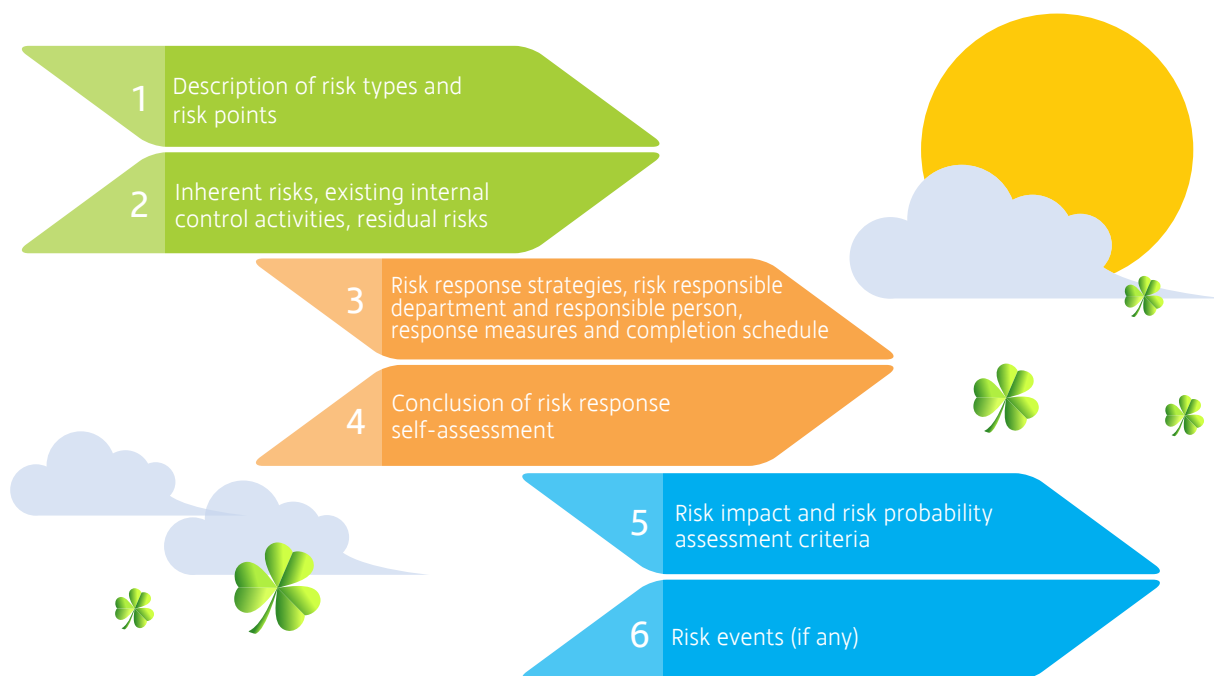 1
Description of risk types and
risk points
2
Inherent risks, existing internal
control activities, residual risks
3
Risk response strategies, risk responsible
department and responsible person,
response measures and completion schedule
4
Conclusion of risk response
self-assessment
5
Risk impact and risk probability
assessment criteria
6
Risk events (if any)